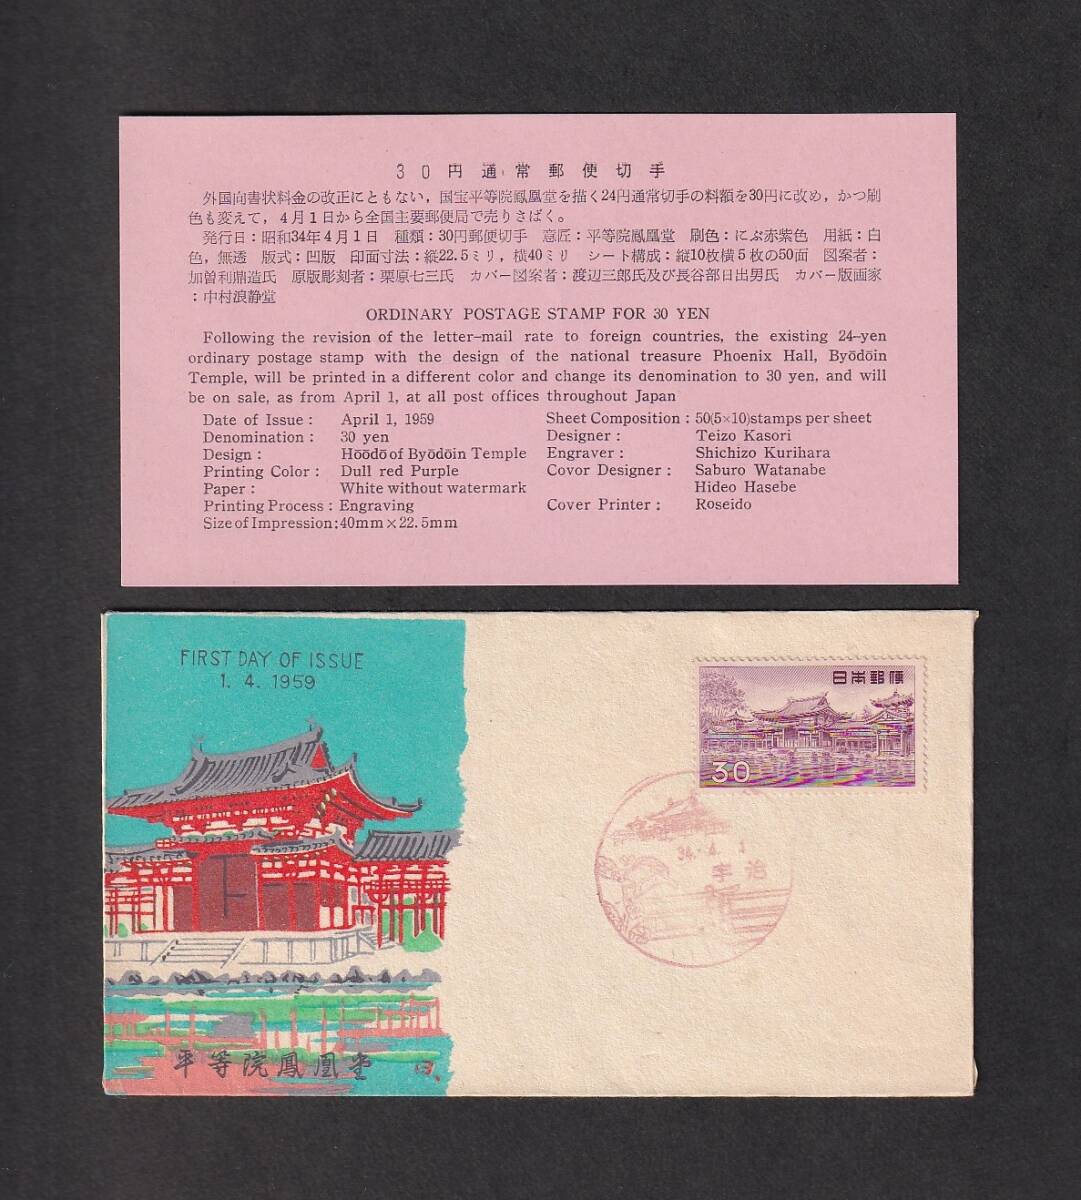 30円通常郵便切手
外国向書状料金の改正にともない，国宝平等院鳳凰堂を描く24円通常切手の料額を30円に改め，かつ刷
色も変えて，4月1日から全国主要郵便局で売りさばく。
発行日：昭和34年4月1日　種類：30円郵便切手　意匠：平等院鳳凰堂　刷色：にぶ赤紫色　用紙：白
色，無透　版式：凹版　印面寸法：縦22.5ミリ，横40ミリ　シート構成：縦10枚横5枚の50面　図案者：
加曽利鼎造氏　原版彫刻者：栗原七三氏　カバー図案者：渡辺三郎氏及び長谷部日出男氏　カバー版画家
：中村浪静堂
ORDINARY POSTAGE STAMP FOR 30 YEN
Following the revision of the letter-mail rate to foreign countries, the existing 24-yen
ordinary postage stamp with the design of the national treasure Phoenix Hall, Byōdōin
Temple, will be printed in a different color and change its denomination to 30 yen, and will
be on sale, as from April 1, at all post offices throughout Japan
Date of Issue : April 1, 1959 Sheet Composition : 50(5×10)stamps per sheet
Denomination : 30 yen Designer : Teizo Kasori
Design : Hōōdō of Byōdōin Temple Engraver : Shichizo Kurihara
Printing Color : Dull red Purple Covor Designer : Saburo Watanabe
Paper : White without watermark Hideo Hasebe
Printing Process : Engraving Cover Printer : Roseido
Size of Impression : 40mm×22.5mm
FIRST DAY OF ISSUE
1. 4. 1959
日本郵便
30
34.4.1
宇治
平等院鳳凰堂